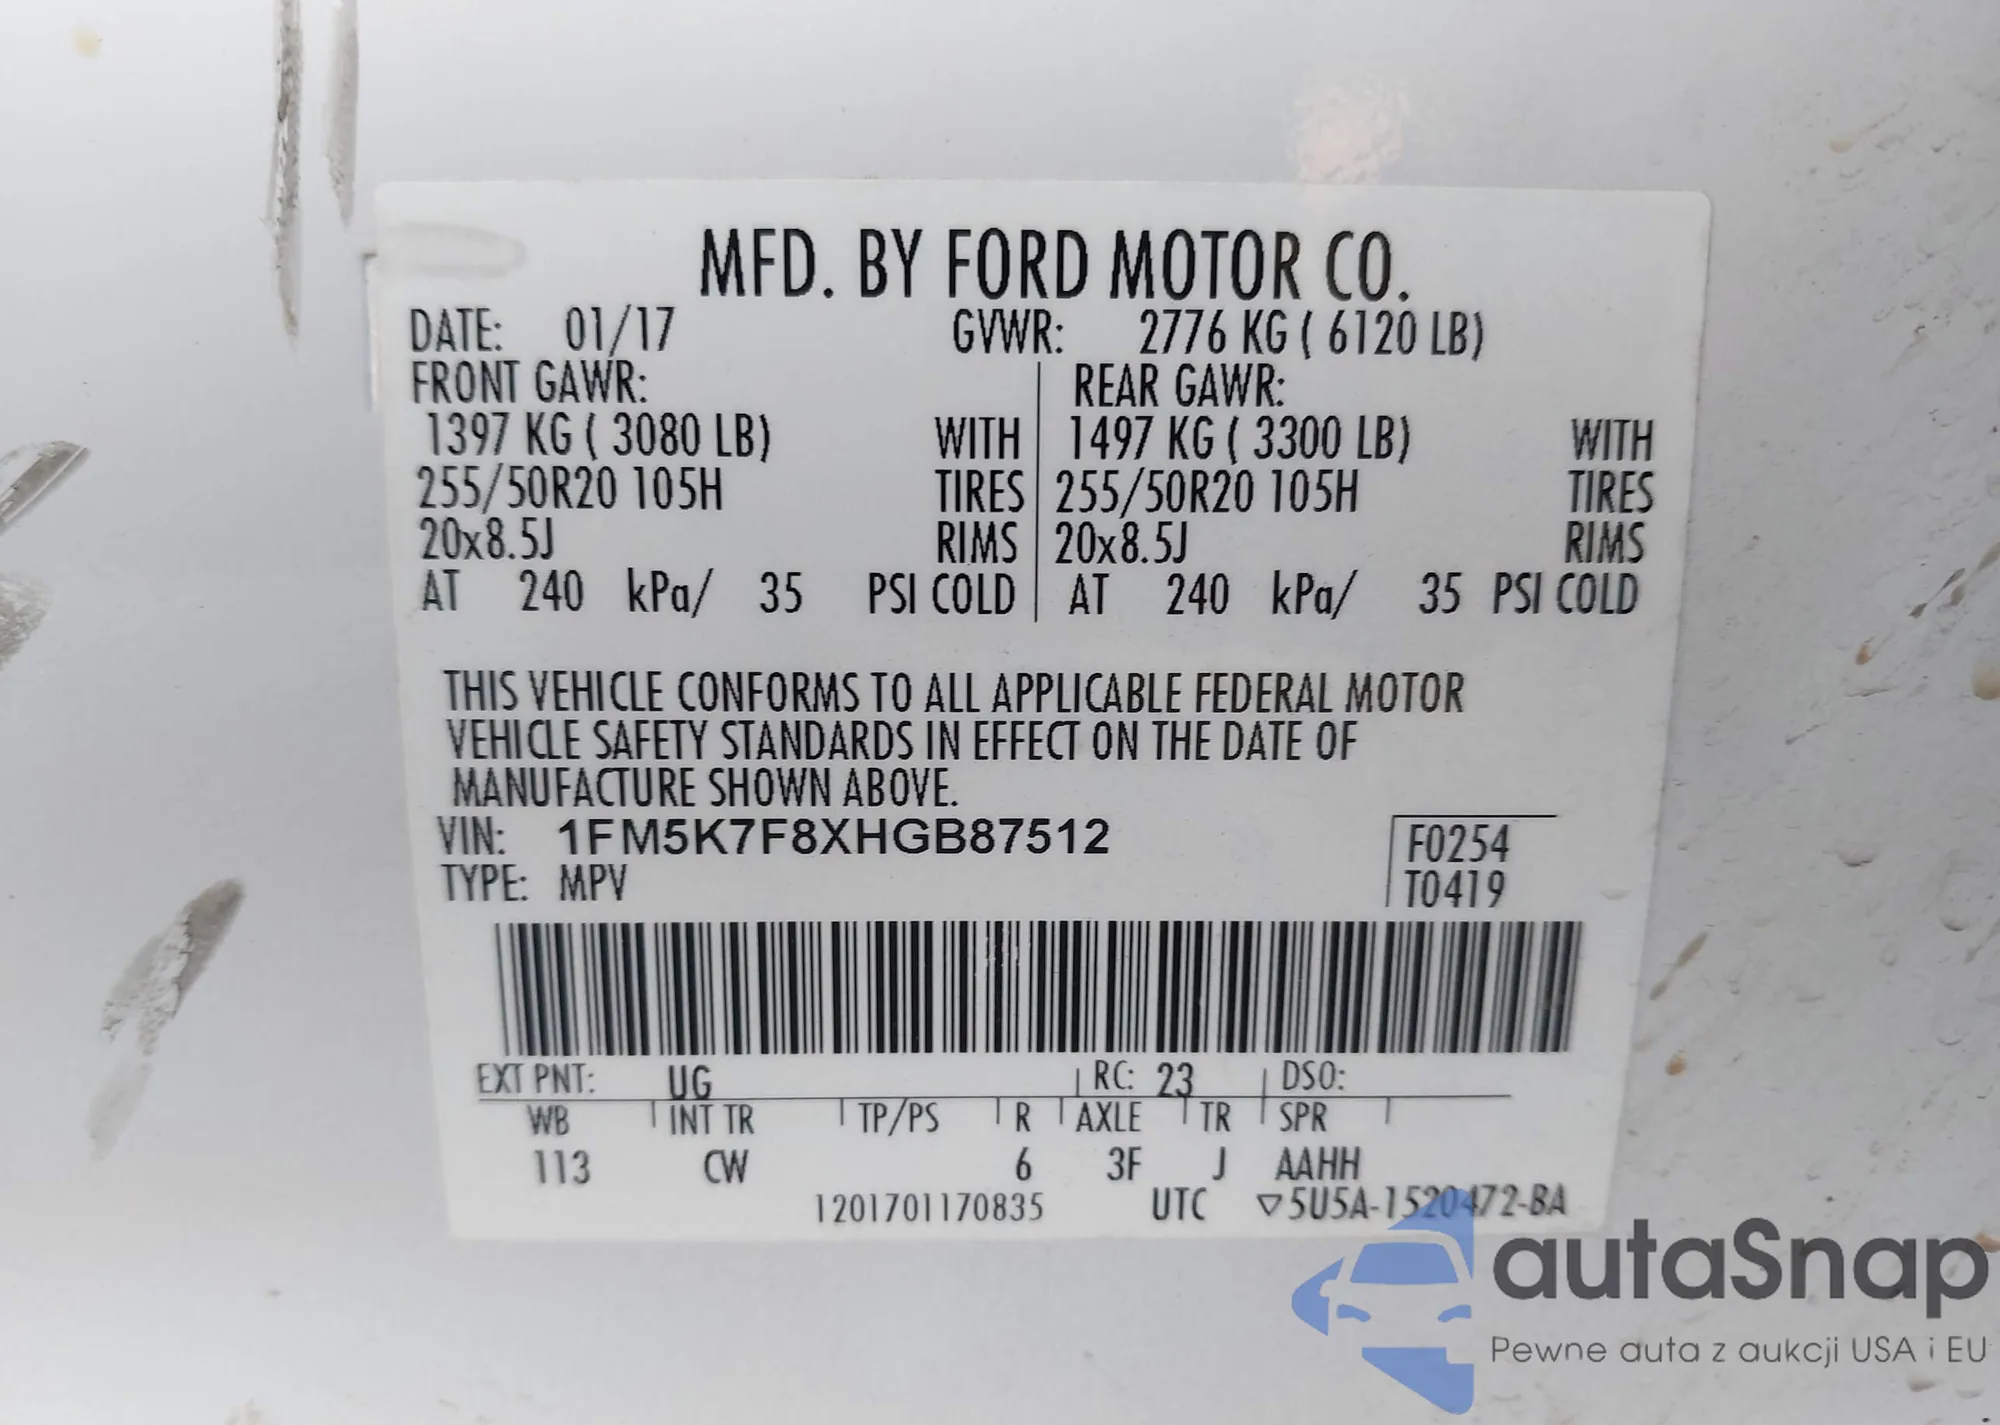 MFD. BY FORD MOTOR CO.
DATE: 01/17 GVWR: 2776 KG ( 6120 LB)
FRONT GAWR: REAR GAWR:
1397 KG ( 3080 LB) WITH 1497 KG ( 3300 LB) WITH
255/50R20 105H TIRES 255/50R20 105H TIRES
20x8.5J RIMS 20x8.5J RIMS
AT 240 kPa/ 35 PSI COLD AT 240 kPa/ 35 PSI COLD
THIS VEHICLE CONFORMS TO ALL APPLICABLE FEDERAL MOTOR
VEHICLE SAFETY STANDARDS IN EFFECT ON THE DATE OF
MANUFACTURE SHOWN ABOVE.
VIN: 1FM5K7F8XHGB87512 F0254
TYPE: MPV T0419
EXT PNT: UG RC: 23 DSO:
WB INT TR TP/PS R AXLE TR SPR
113 CW 6 3F J AAHH
1201701170835 UTC ▽5U5A-1520472-BA
autaSnap
Pewne auta z aukcji USA i EU